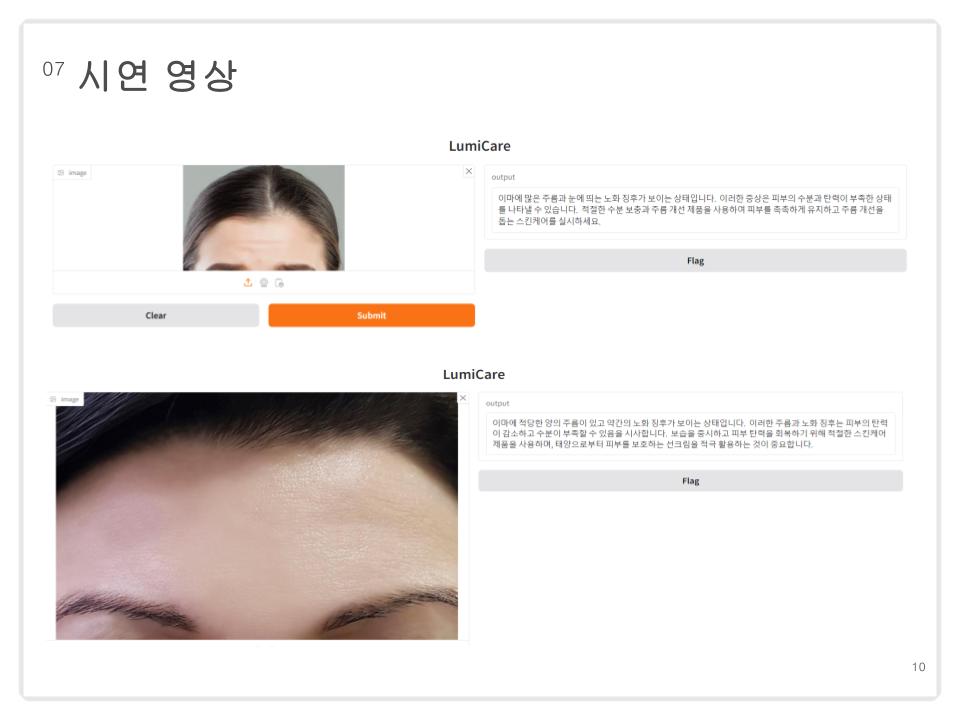 07 시연 영상
LumiCare
image
output
이마에 많은 주름과 눈에 띄는 노화 징후가 보이는 상태입니다. 이러한 증상은 피부의 수분과 탄력이 부족한 상태
를 나타낼 수 있습니다. 적절한 수분 보충과 주름 개선 제품을 사용하여 피부를 촉촉하게 유지하고 주름 개선을
돕는 스킨케어를 실시하세요.
Flag
Clear
Submit
LumiCare
image
output
이마에 적당한 양의 주름이 있고 약간의 노화 징후가 보이는 상태입니다. 이러한 주름과 노화 징후는 피부의 탄력
이 감소하고 수분이 부족할 수 있음을 시사합니다. 보습을 중시하고 피부 탄력을 회복하기 위해 적절한 스킨케어
제품을 사용하며, 태양으로부터 피부를 보호하는 선크림을 적극 활용하는 것이 중요합니다.
Flag
10